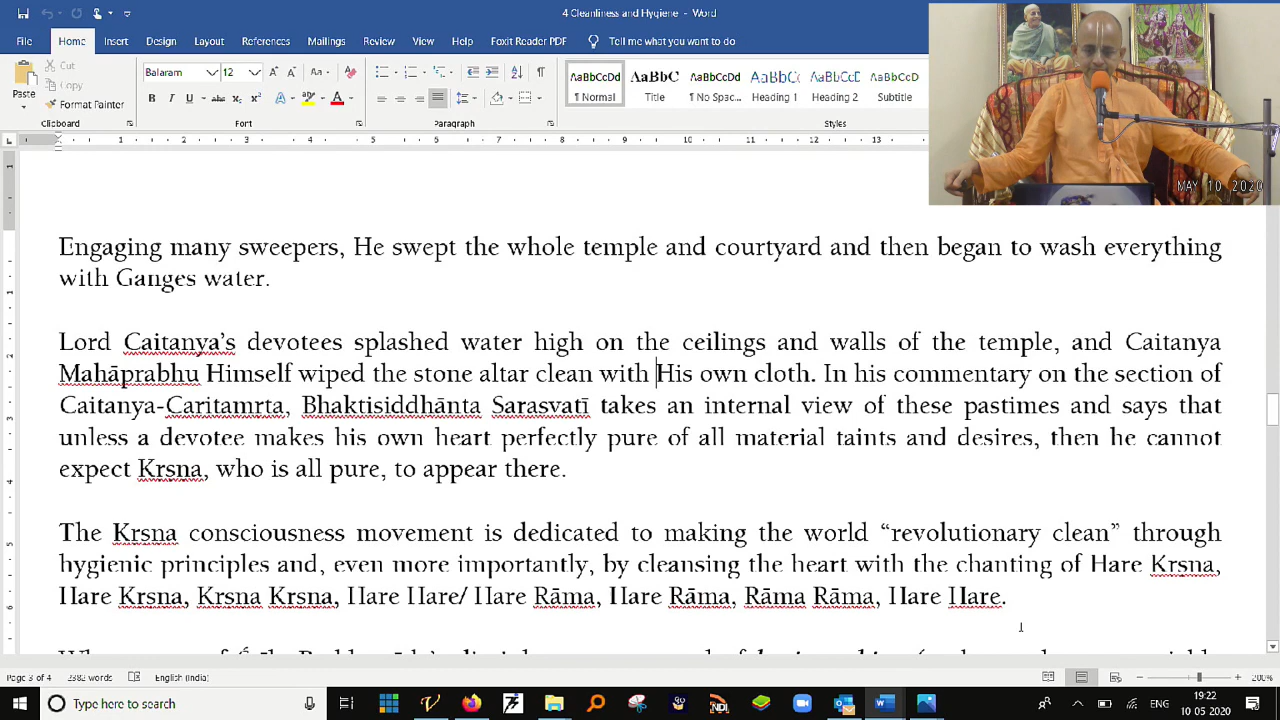 4 Cleanliness and Hygiene - Word
File Home Insert Design Layout References Mailings Review View Help Foxit Reader PDF Tell me what you want to do
Paste
Cut
Copy
Format Painter
Balaram 12
Clipboard Font Paragraph Styles
AaBbCcDd AaBbC AaBbCcDd AaBbCc AaBbCcD AaBbCcD
¶ Normal Title ¶ No Spac... Heading 1 Heading 2 Subtitle
MAY 10 2020
Engaging many sweepers, He swept the whole temple and courtyard and then began to wash everything
with Ganges water.
Lord Caitanya’s devotees splashed water high on the ceilings and walls of the temple, and Caitanya
Mahāprabhu Himself wiped the stone altar clean with His own cloth. In his commentary on the section of
Caitanya-Caritamrta, Bhaktisiddhānta Sarasvatī takes an internal view of these pastimes and says that
unless a devotee makes his own heart perfectly pure of all material taints and desires, then he cannot
expect Krsna, who is all pure, to appear there.
The Krsna consciousness movement is dedicated to making the world “revolutionary clean” through
hygienic principles and, even more importantly, by cleansing the heart with the chanting of Hare Krsna,
Hare Krsna, Krsna Krsna, Hare Hare/ Hare Rāma, Hare Rāma, Rāma Rāma, Hare Hare.
Page 3 of 4 2382 words English (India) 200%
Type here to search
ENG
19:22
10-05-2020